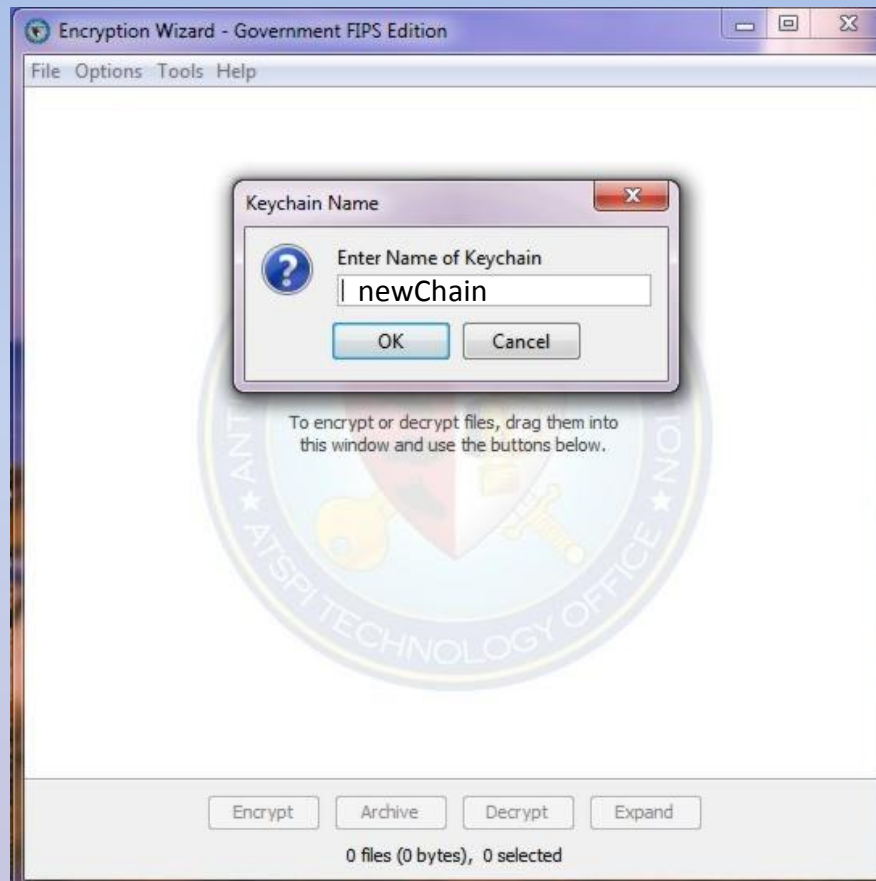 Encryption Wizard - Government FIPS Edition
File Options Tools Help
Keychain Name
Enter Name of Keychain
newChain
OK Cancel
To encrypt or decrypt files, drag them into
this window and use the buttons below.
ATSPI TECHNOLOGY OFFICE
Encrypt Archive Decrypt Expand
0 files (0 bytes), 0 selected